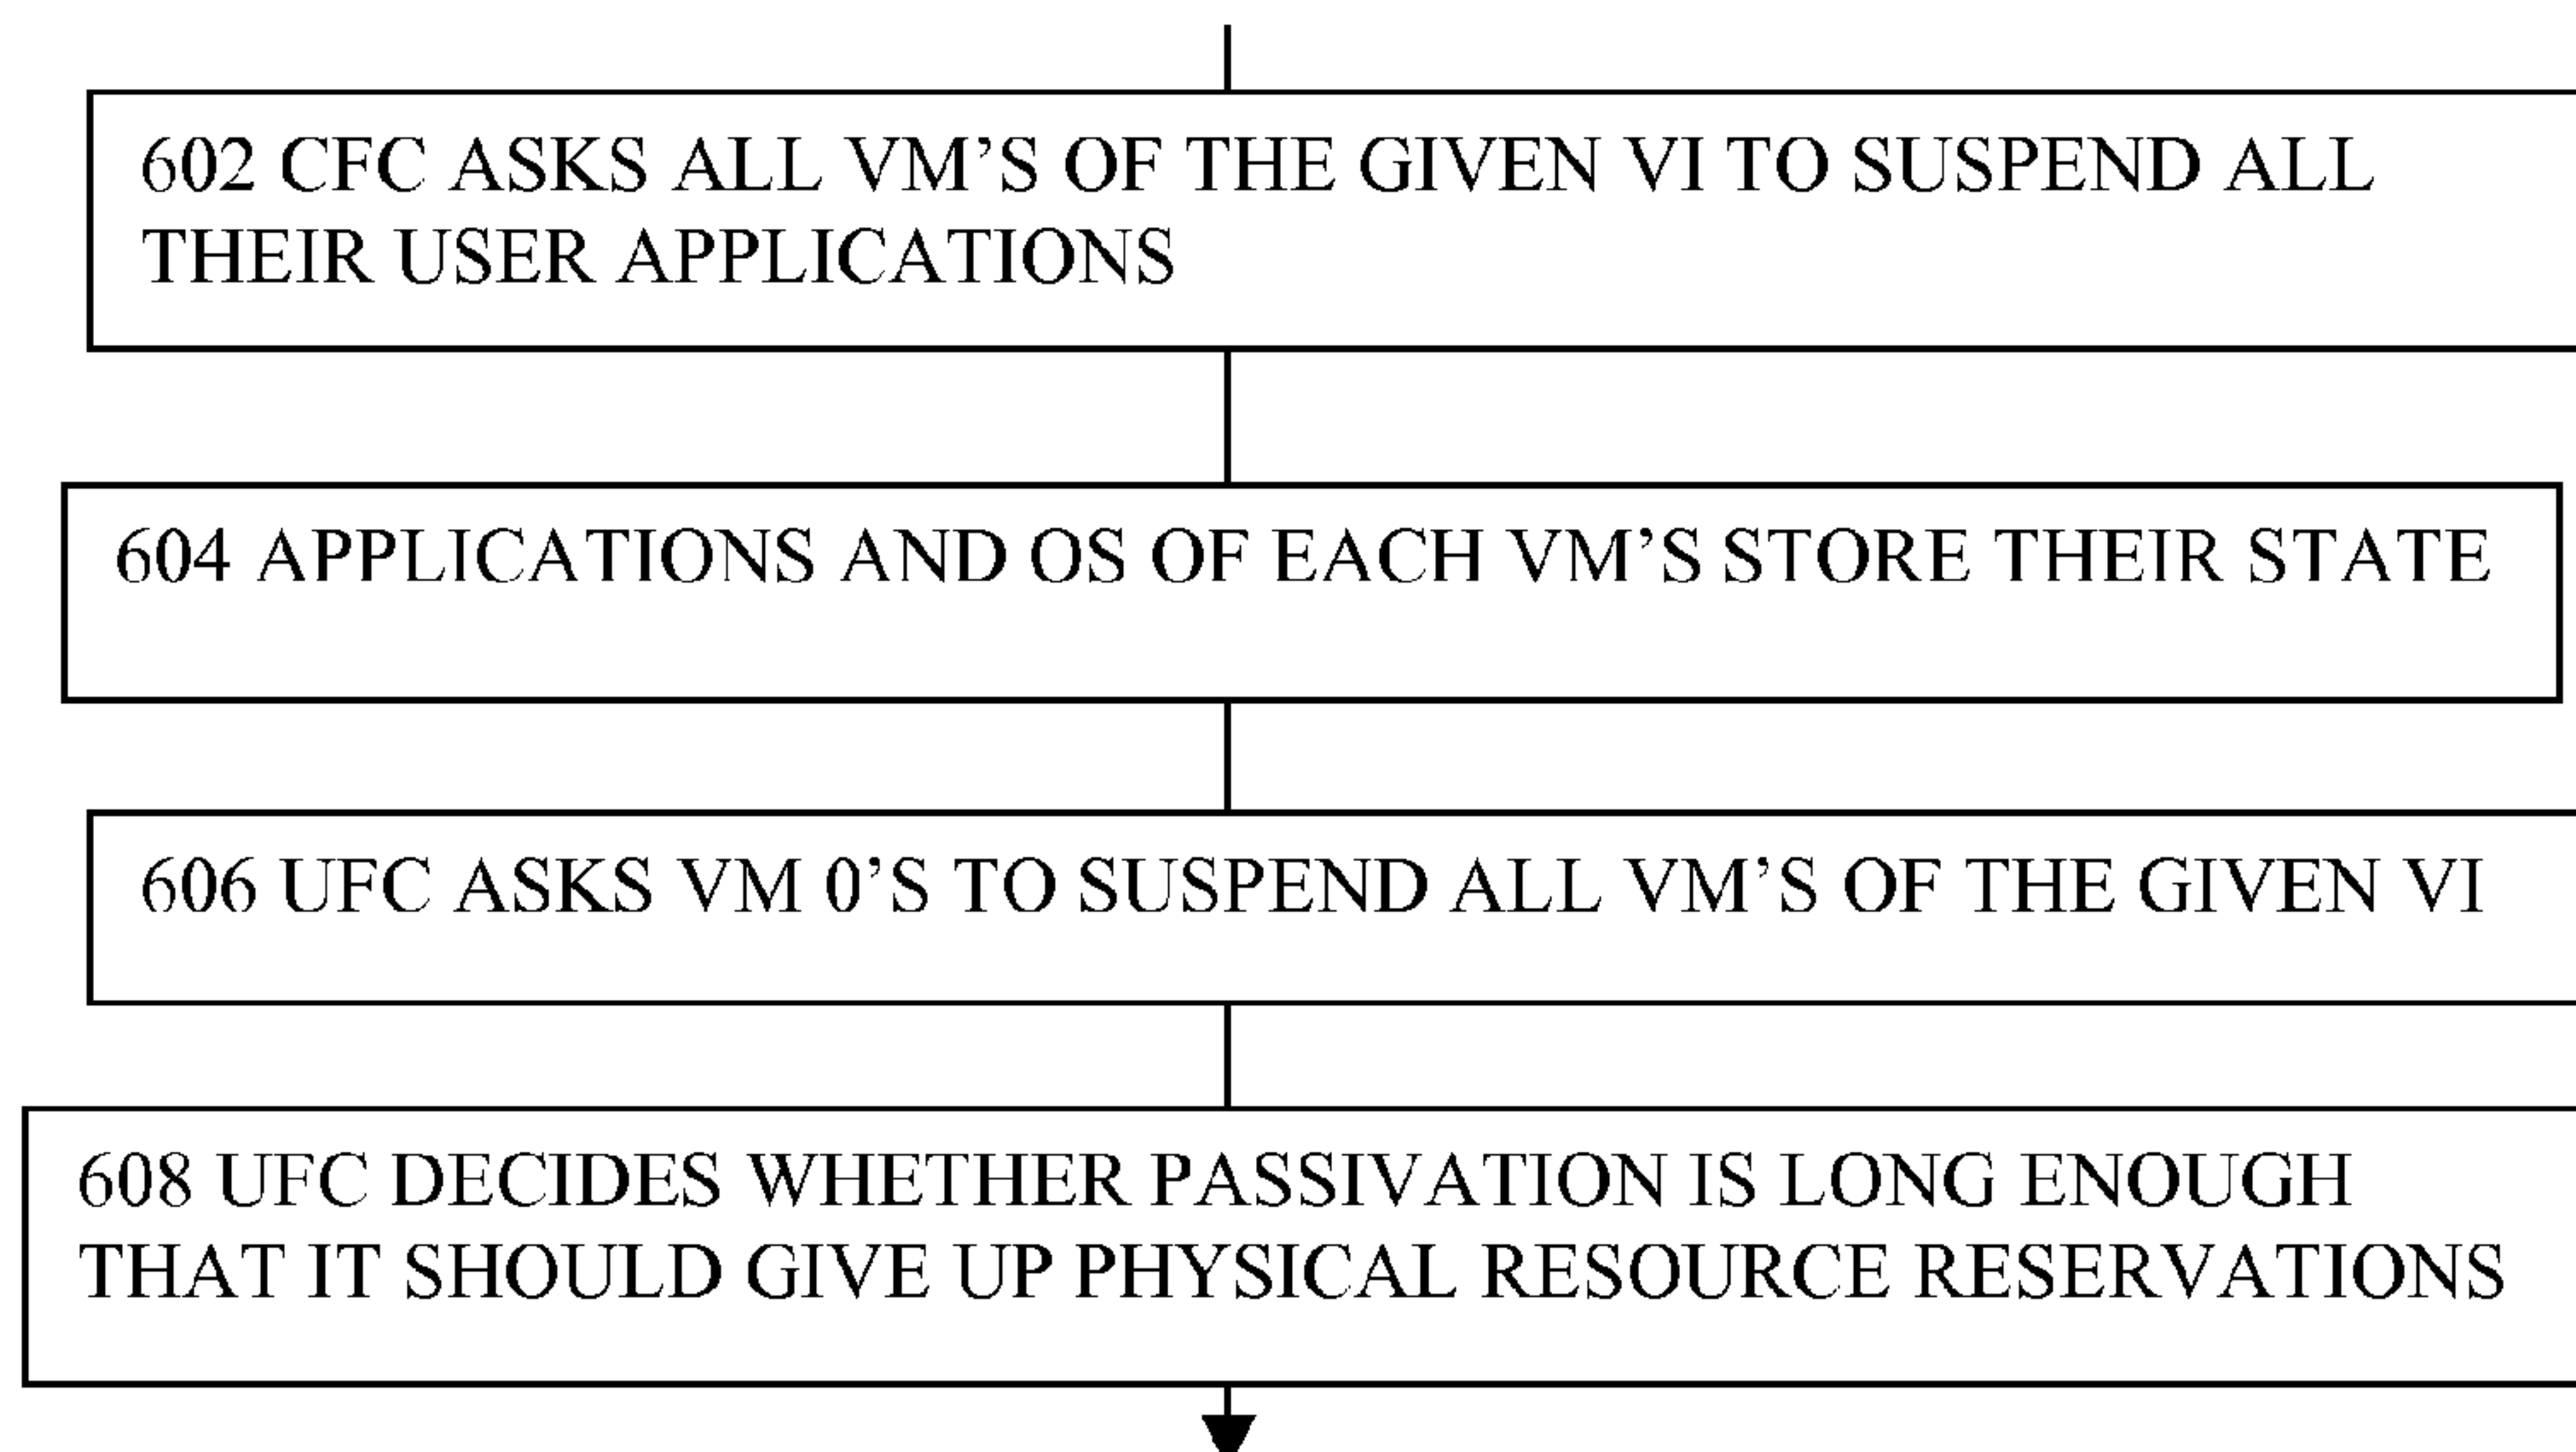 602 CFC ASKS ALL VM’S OF THE GIVEN VI TO SUSPEND ALL
THEIR USER APPLICATIONS
604 APPLICATIONS AND OS OF EACH VM’S STORE THEIR STATE
606 UFC ASKS VM 0’S TO SUSPEND ALL VM’S OF THE GIVEN VI
608 UFC DECIDES WHETHER PASSIVATION IS LONG ENOUGH
THAT IT SHOULD GIVE UP PHYSICAL RESOURCE RESERVATIONS